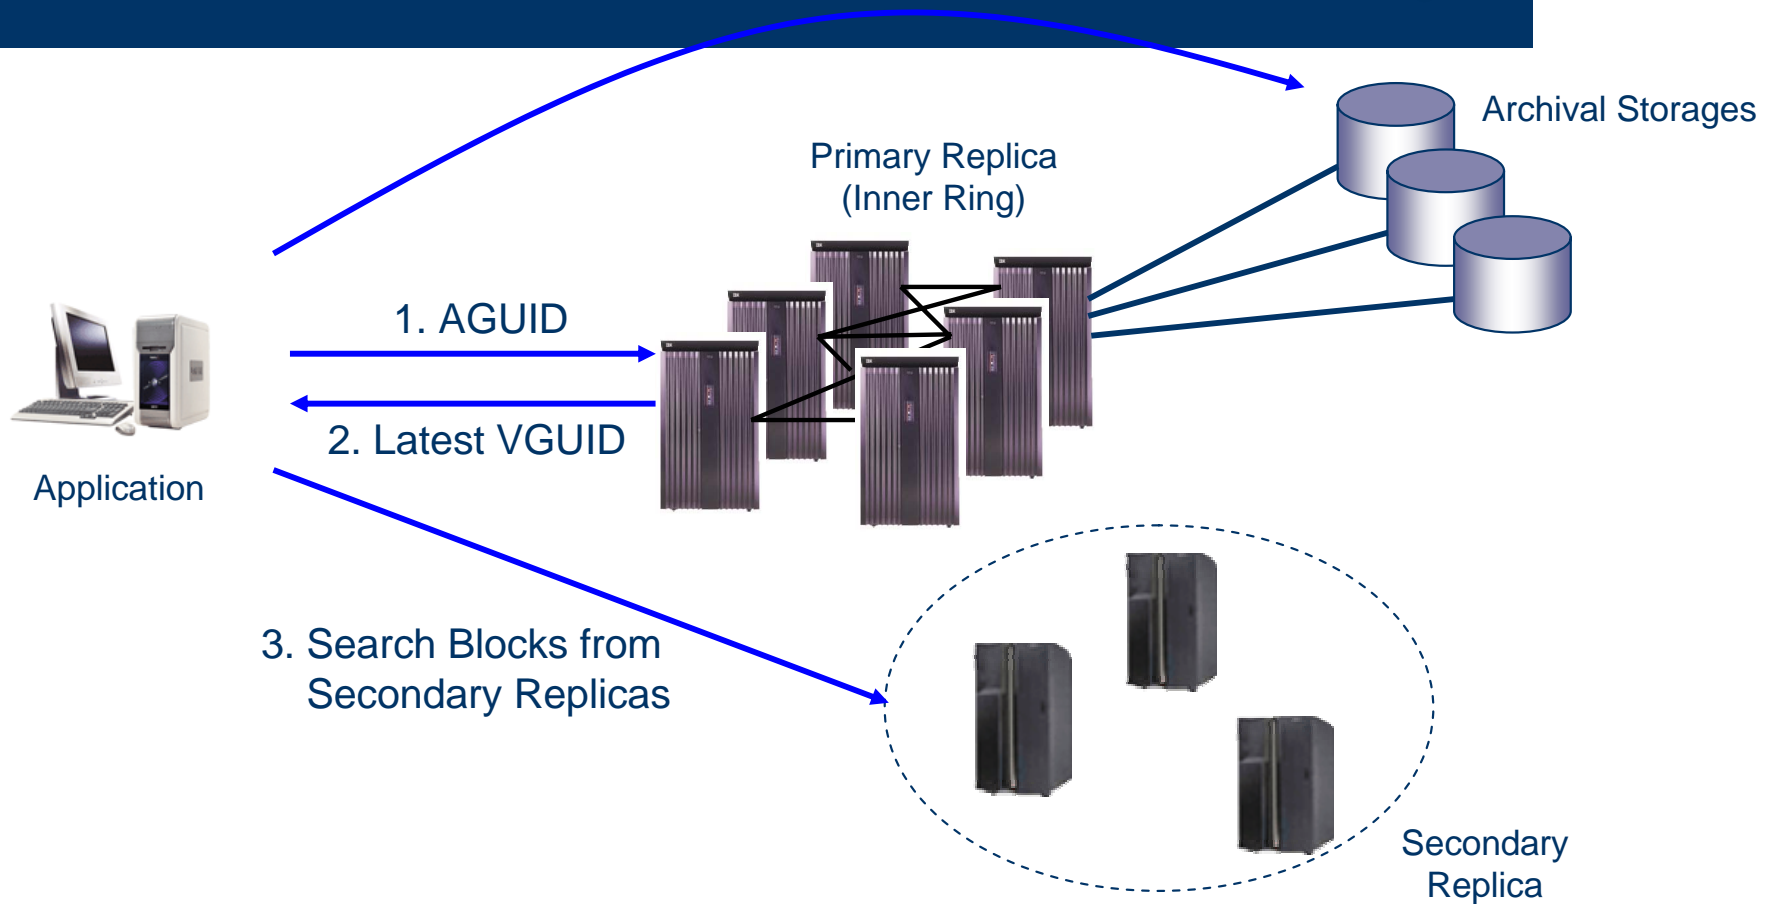 Archival Storages
Primary Replica
(Inner Ring)
1. AGUID
2. Latest VGUID
Application
3. Search Blocks from
Secondary Replicas
Secondary
Replica